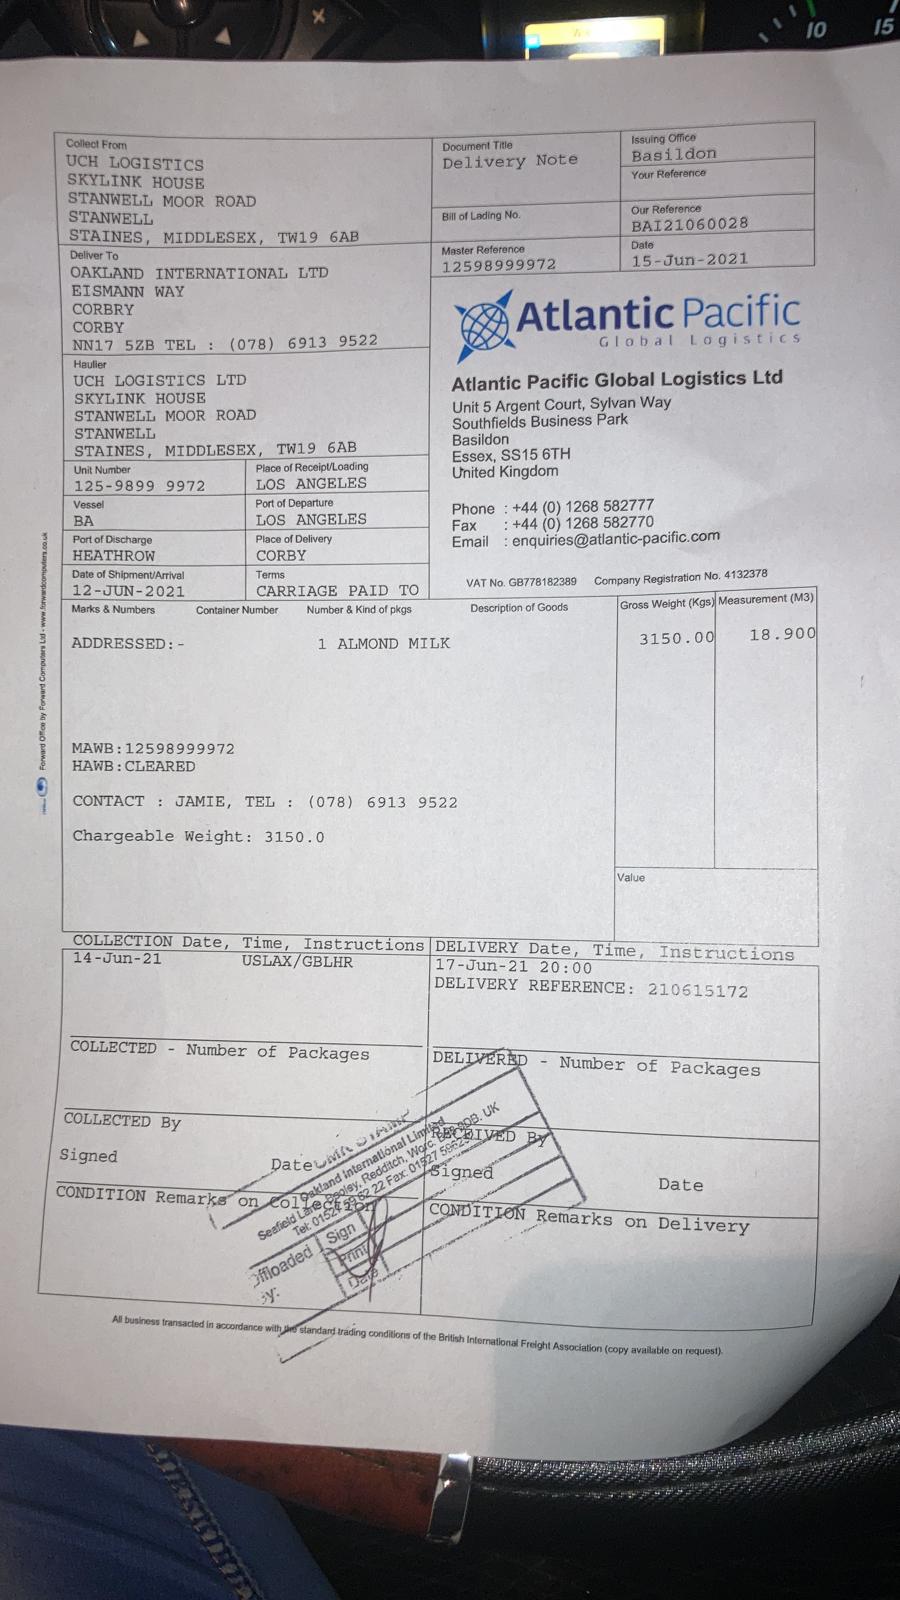 10
15
Collect From
UCH LOGISTICS
SKYLINK HOUSE
STANWELL MOOR ROAD
STANWELL
STAINES, MIDDLESEX, TW19 6AB
Document Title
Delivery Note
Issuing Office
Basildon
Your Reference
Bill of Lading No.
Our Reference
BAI21060028
Master Reference
12598999972
Date
15-Jun-2021
Deliver To
OAKLAND INTERNATIONAL LTD
EISMANN WAY
CORBRY
CORBY
NN17 5ZB TEL : (078) 6913 9522
Haulier
UCH LOGISTICS LTD
SKYLINK HOUSE
STANWELL MOOR ROAD
STANWELL
STAINES, MIDDLESEX, TW19 6AB
Atlantic Pacific
Global Logistics
Atlantic Pacific Global Logistics Ltd
Unit 5 Argent Court, Sylvan Way
Southfields Business Park
Basildon
Essex, SS15 6TH
United Kingdom
Phone : +44 (0) 1268 582777
Fax : +44 (0) 1268 582770
Email : enquiries@atlantic-pacific.com
VAT No. GB778182389 Company Registration No. 4132378
Unit Number
125-9899 9972
Place of Receipt/Loading
LOS ANGELES
Vessel
BA
Port of Departure
LOS ANGELES
Port of Discharge
HEATHROW
Place of Delivery
CORBY
Date of Shipment/Arrival
12-JUN-2021
Terms
CARRIAGE PAID TO
Marks & Numbers Container Number Number & Kind of pkgs Description of Goods Gross Weight (Kgs) Measurement (M3)
ADDRESSED:- 1 ALMOND MILK 3150.00 18.900
MAWB:12598999972
HAWB:CLEARED
CONTACT : JAMIE, TEL : (078) 6913 9522
Chargeable Weight: 3150.0
Value
COLLECTION Date, Time, Instructions
14-Jun-21 USLAX/GBLHR
DELIVERY Date, Time, Instructions
17-Jun-21 20:00
DELIVERY REFERENCE: 210615172
COLLECTED - Number of Packages
DELIVERED - Number of Packages
COLLECTED By
RECEIVED By
Signed Date
Signed Date
CONDITION Remarks on Collection
CONDITION Remarks on Delivery
Oakland International Limited
Seafield Lane, Beoley, Redditch, Worc. B98 9DB. UK
Sign
Print
Date
All business transacted in accordance with the standard trading conditions of the British International Freight Association (copy available on request).
Forward Office by Forward Computers Ltd - www.forwardcomputers.co.uk